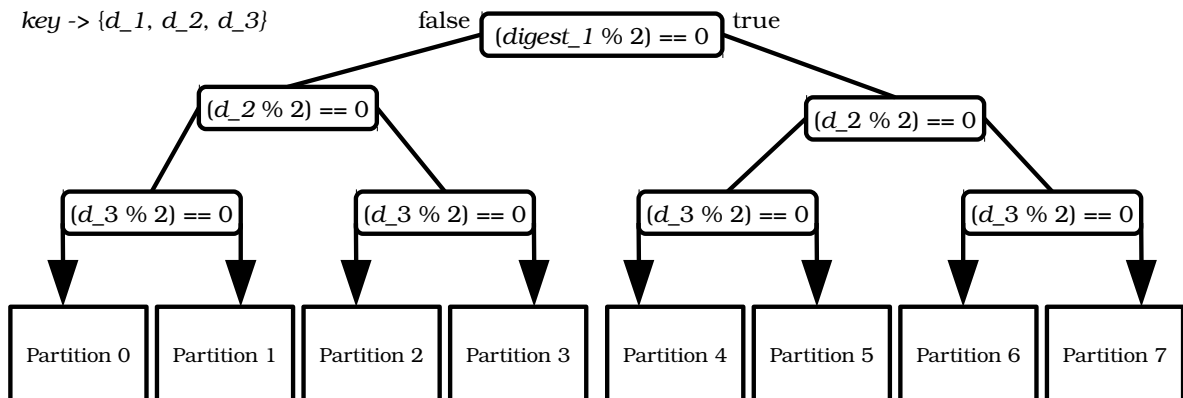 key -> {d_1, d_2, d_3}
false
true
(digest_1 % 2) == 0
(d_2 % 2) == 0
(d_2 % 2) == 0
(d_3 % 2) == 0
(d_3 % 2) == 0
(d_3 % 2) == 0
(d_3 % 2) == 0
Partition 0
Partition 1
Partition 2
Partition 3
Partition 4
Partition 5
Partition 6
Partition 7